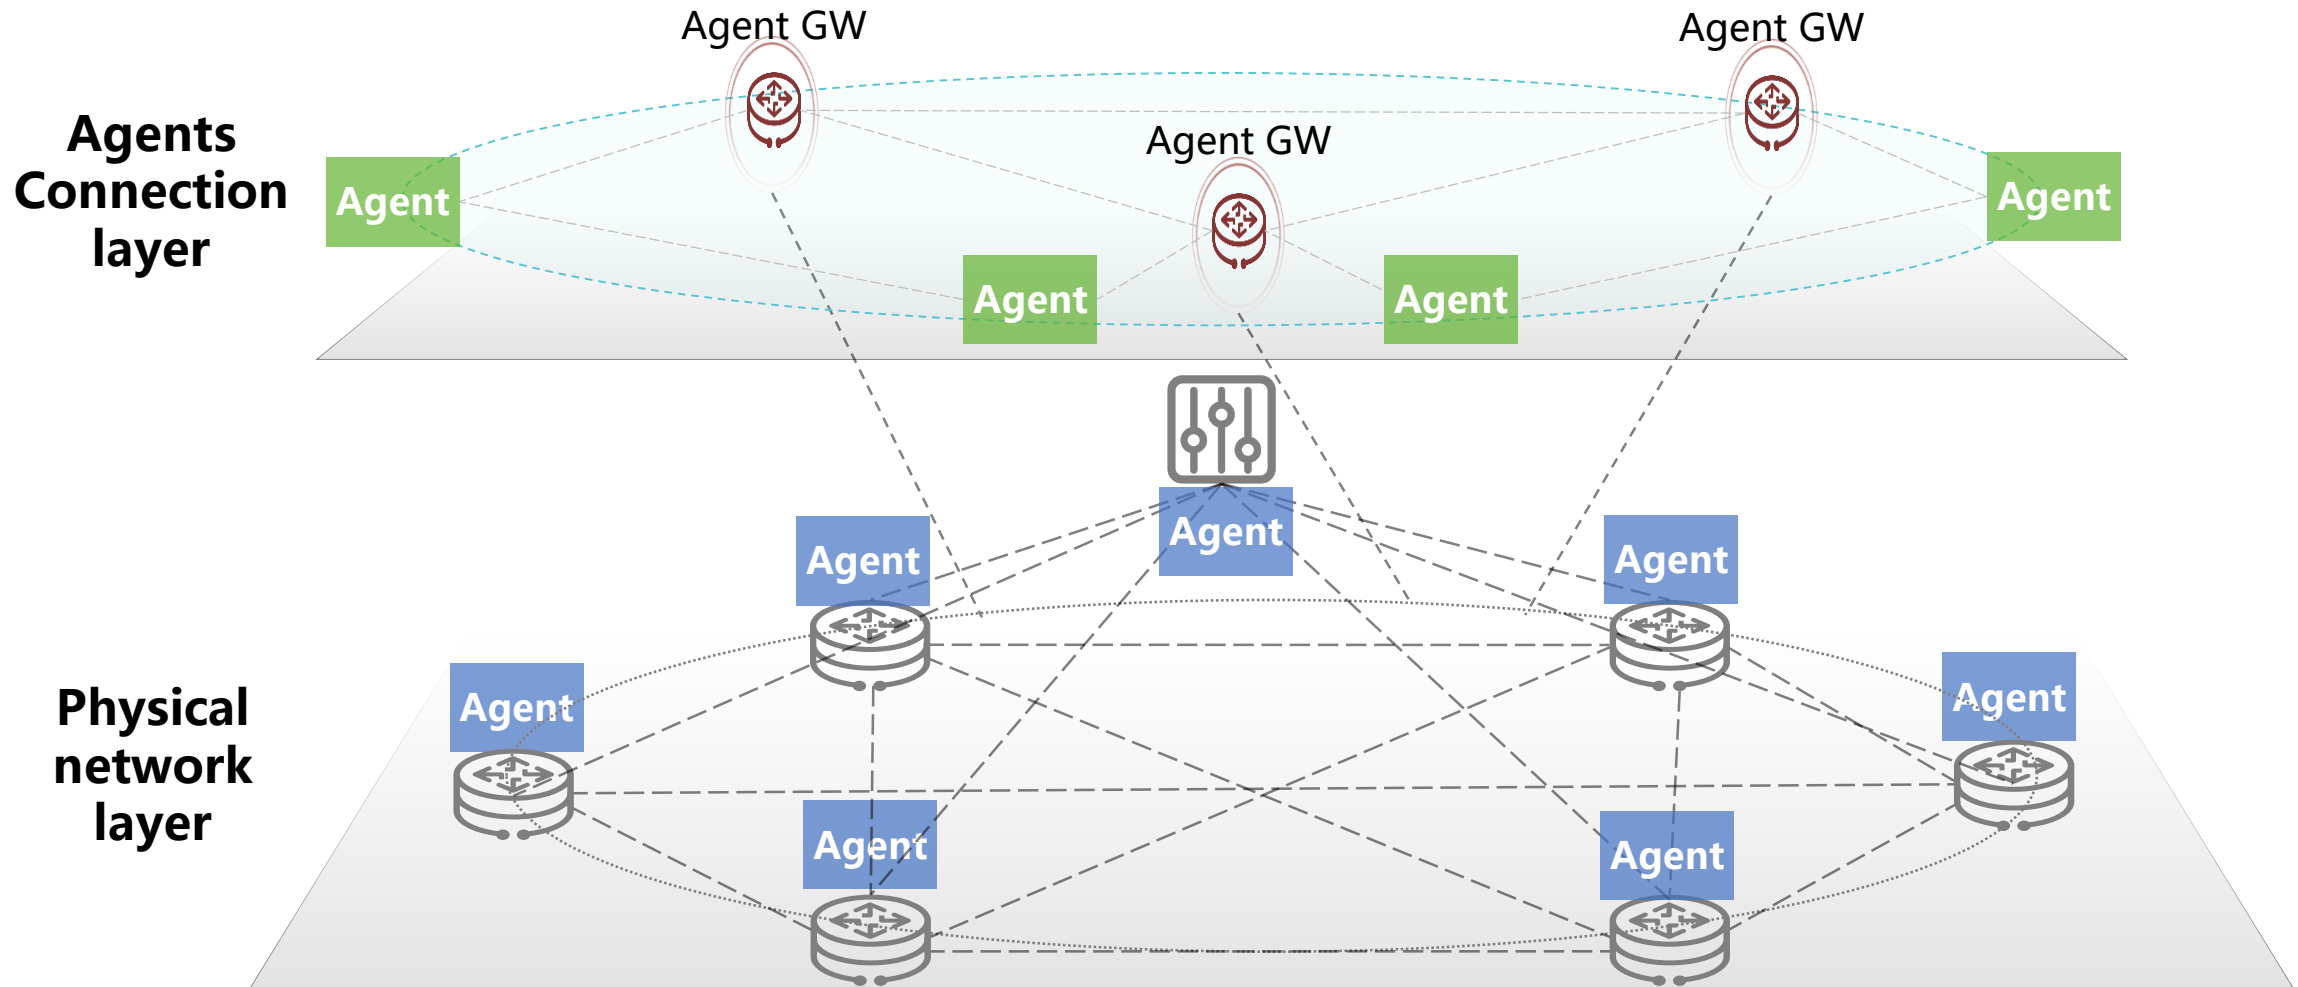 Agent GW
Agent GW
Agent GW
Agents
Connection
layer
Agent
Agent
Agent
Agent
Agent
Agent
Agent
Agent
Agent
Physical
network
layer
Agent
Agent